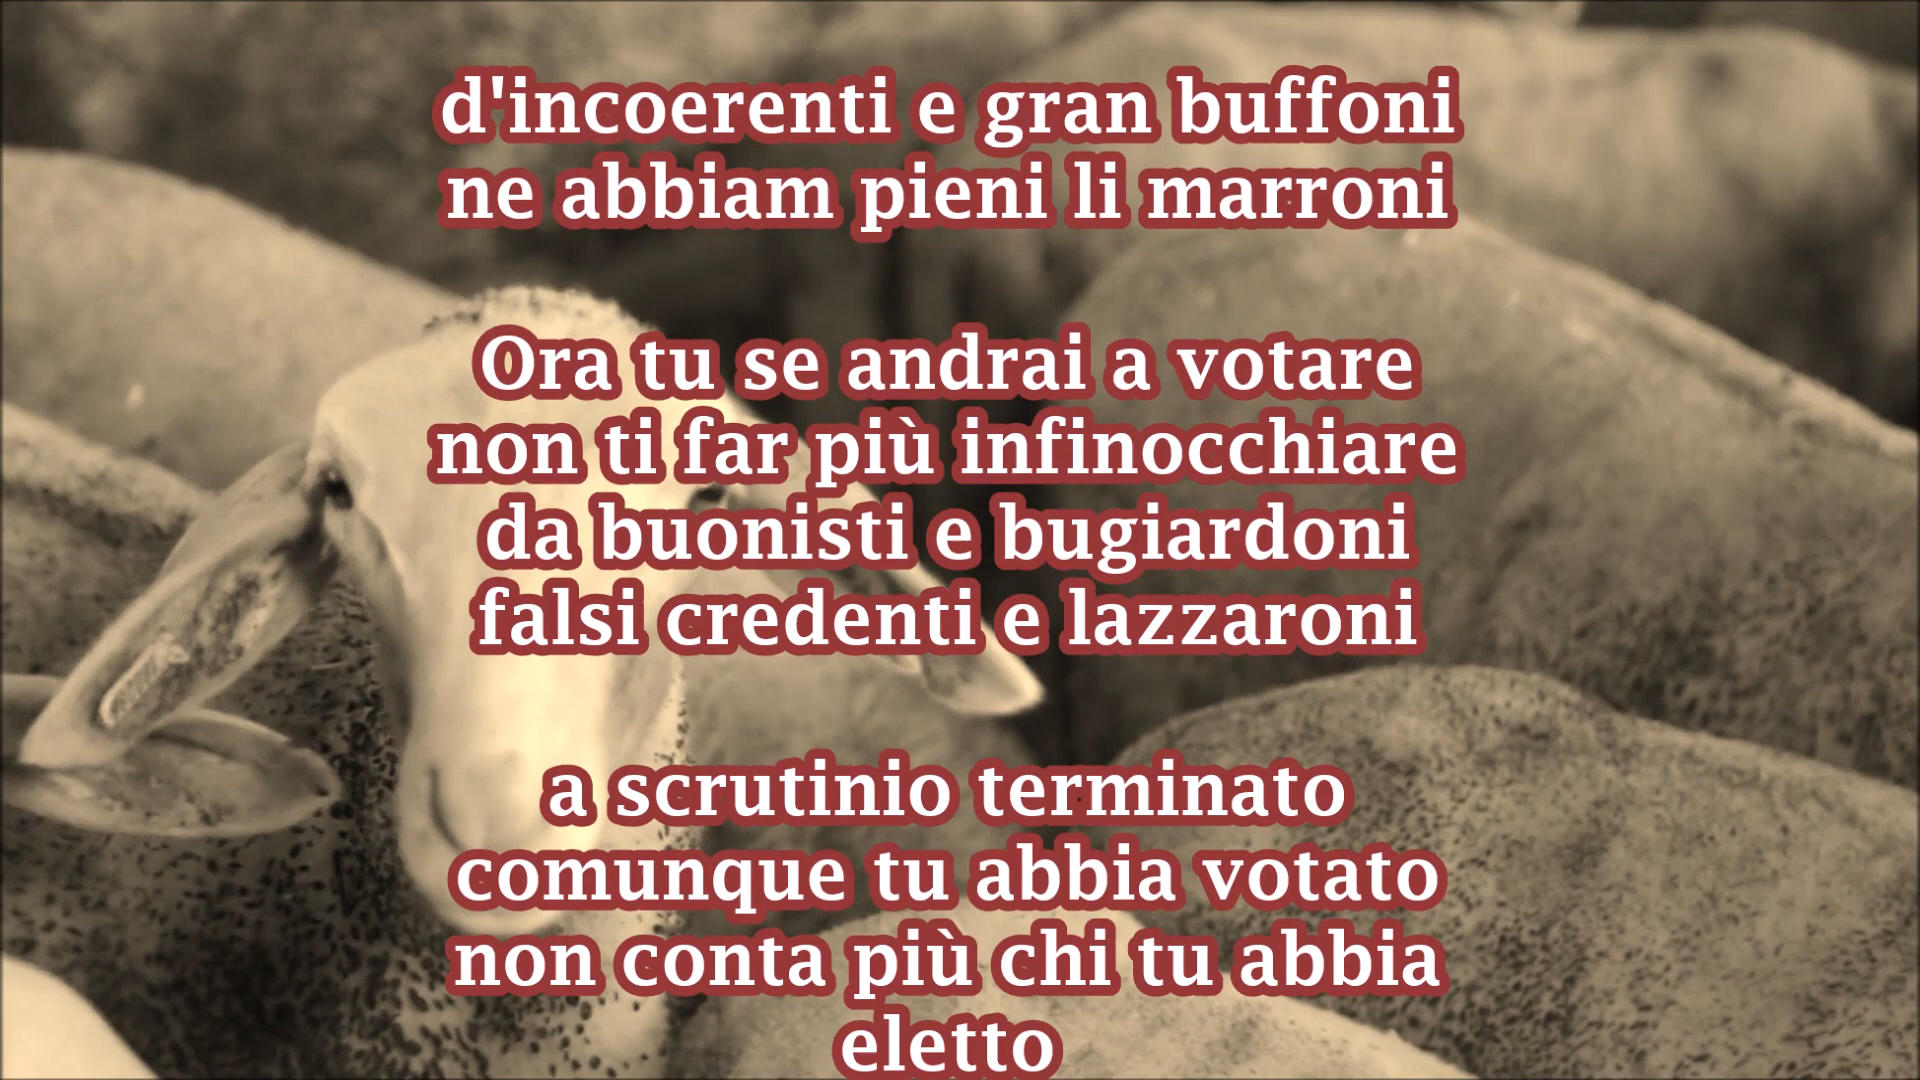 d'incoerenti e gran buffoni
ne abbiam pieni li marroni
Ora tu se andrai a votare
non ti far più infinocchiare
da buonisti e bugiardoni
falsi credenti e lazzaroni
a scrutinio terminato
comunque tu abbia votato
non conta più chi tu abbia
eletto